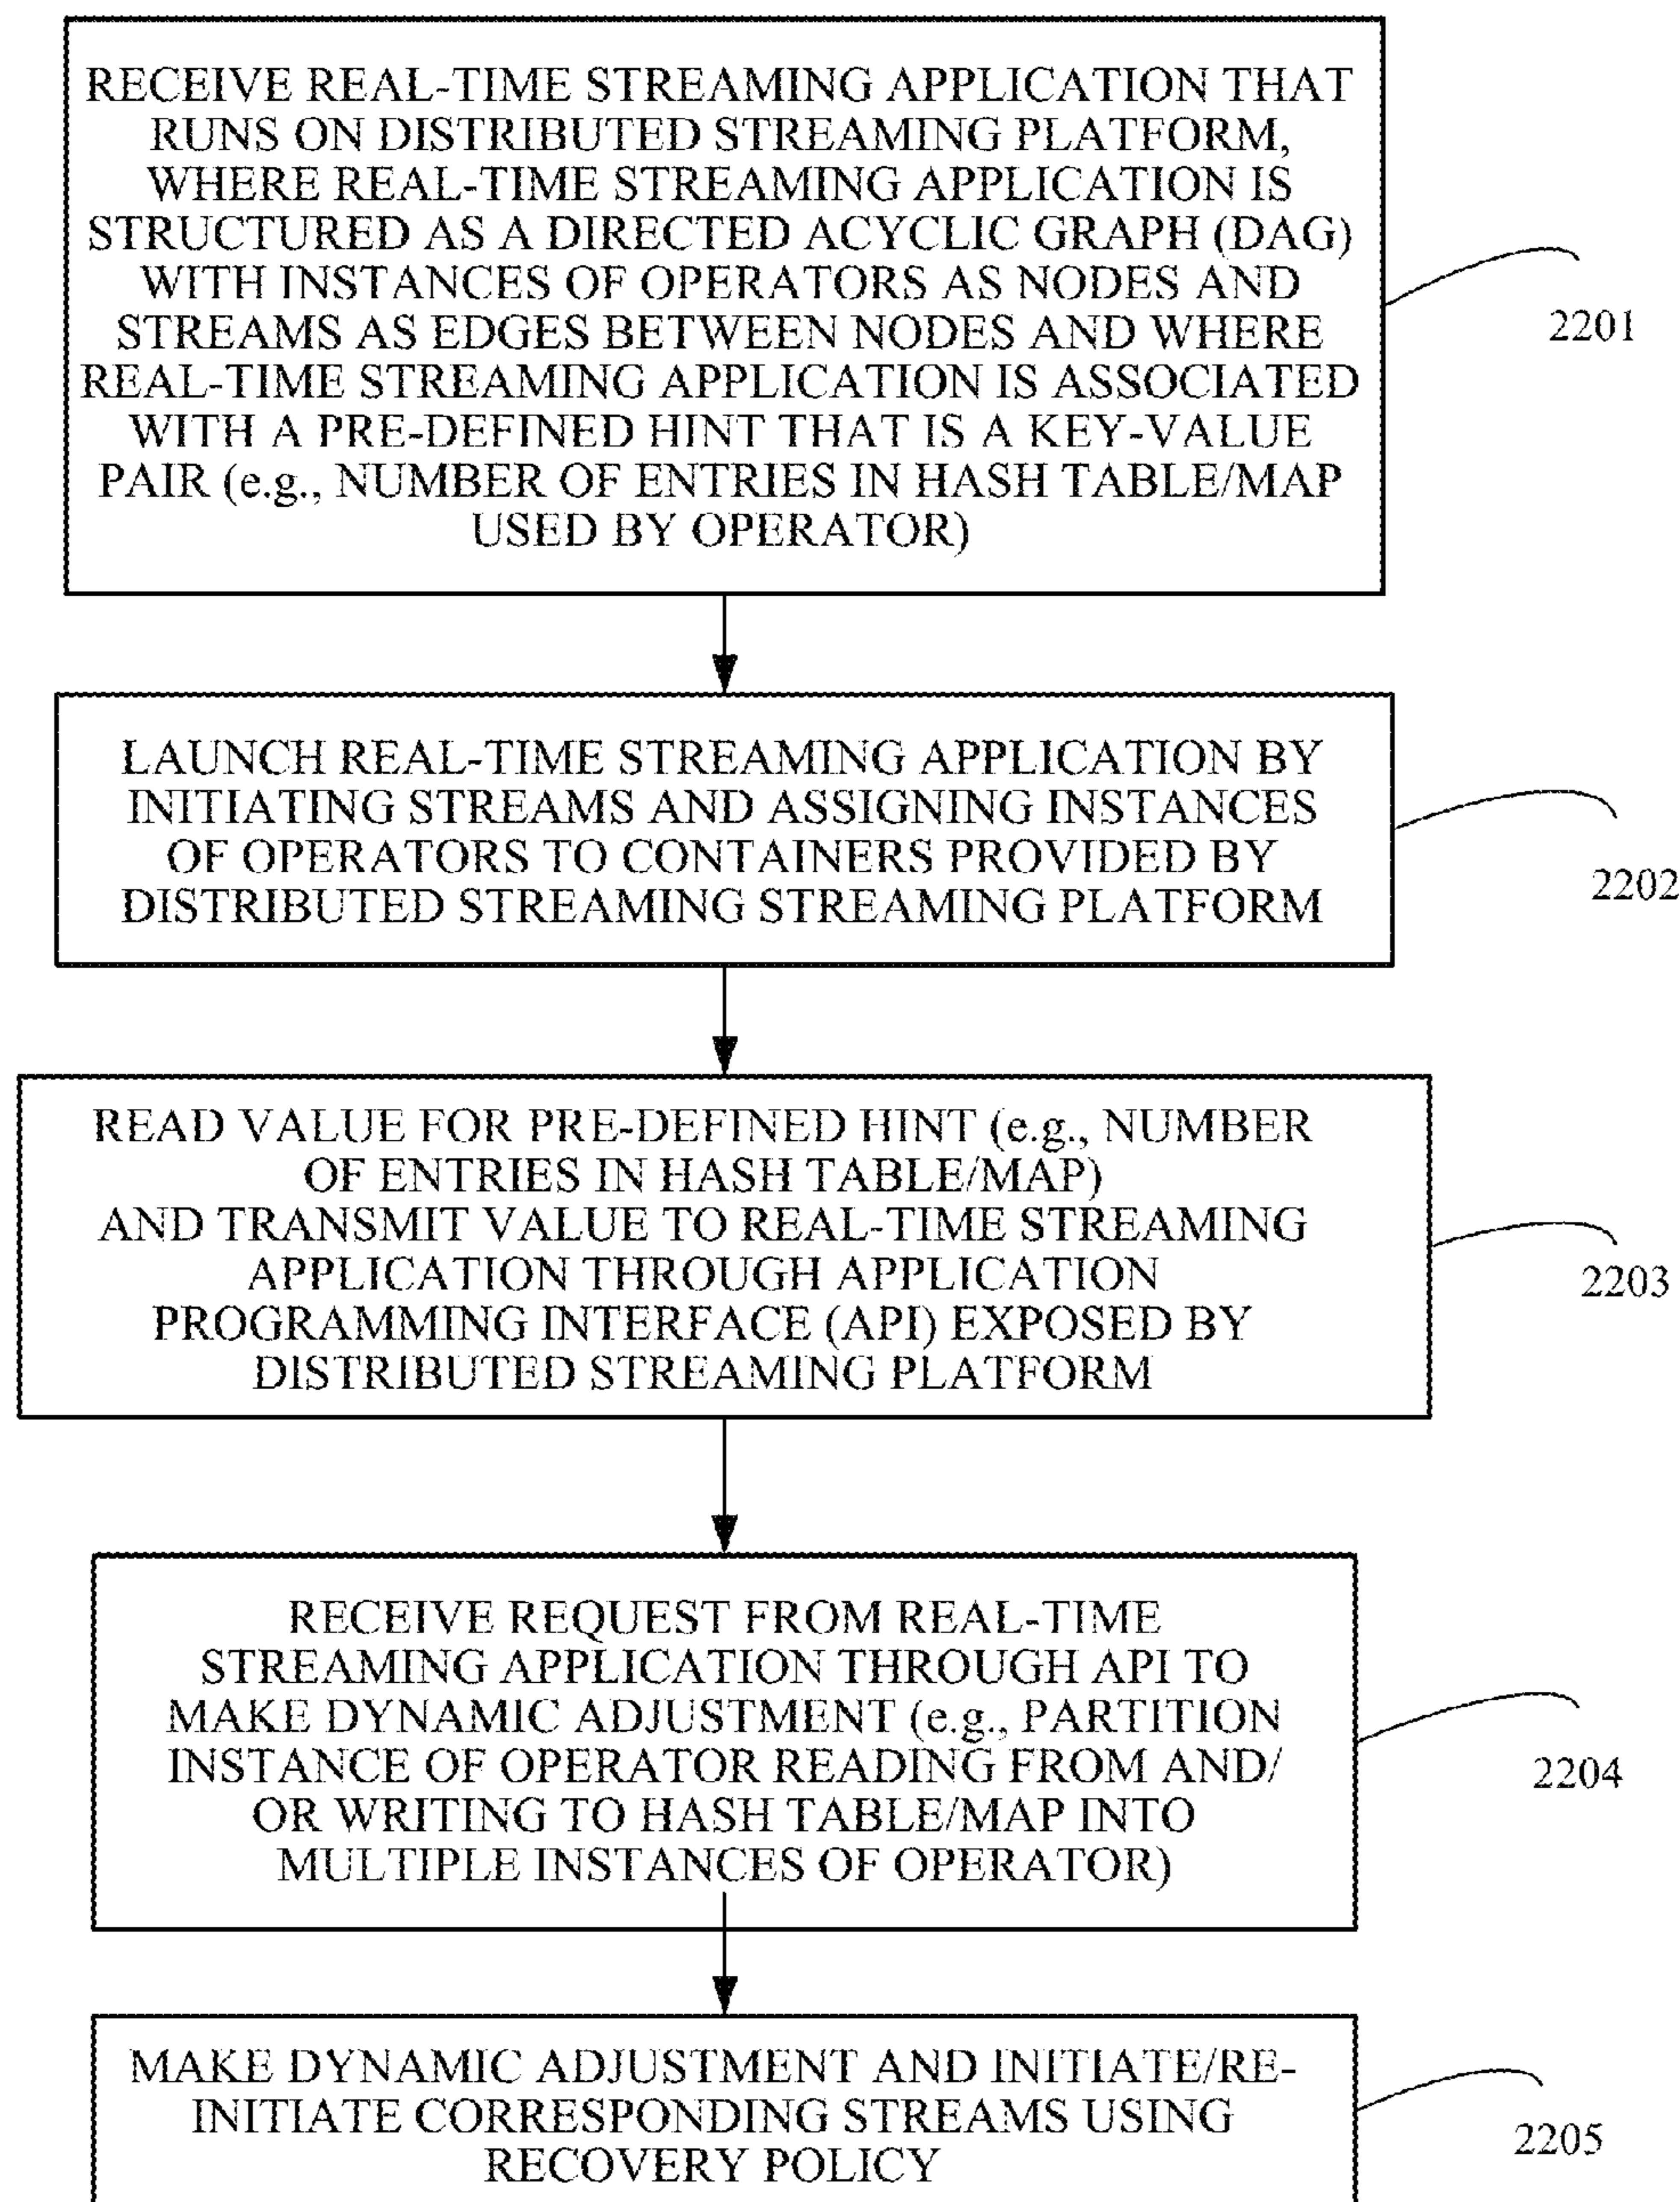 RECEIVE REAL-TIME STREAMING APPLICATION THAT
RUNS ON DISTRIBUTED STREAMING PLATFORM,
WHERE REAL-TIME STREAMING APPLICATION IS
STRUCTURED AS A DIRECTED ACYCLIC GRAPH (DAG)
WITH INSTANCES OF OPERATORS AS NODES AND
STREAMS AS EDGES BETWEEN NODES AND WHERE
REAL-TIME STREAMING APPLICATION IS ASSOCIATED
WITH A PRE-DEFINED HINT THAT IS A KEY-VALUE
PAIR (e.g., NUMBER OF ENTRIES IN HASH TABLE/MAP
USED BY OPERATOR)
2201
LAUNCH REAL-TIME STREAMING APPLICATION BY
INITIATING STREAMS AND ASSIGNING INSTANCES
OF OPERATORS TO CONTAINERS PROVIDED BY
DISTRIBUTED STREAMING STREAMING PLATFORM
2202
READ VALUE FOR PRE-DEFINED HINT (e.g., NUMBER
OF ENTRIES IN HASH TABLE/MAP)
AND TRANSMIT VALUE TO REAL-TIME STREAMING
APPLICATION THROUGH APPLICATION
PROGRAMMING INTERFACE (API) EXPOSED BY
DISTRIBUTED STREAMING PLATFORM
2203
RECEIVE REQUEST FROM REAL-TIME
STREAMING APPLICATION THROUGH API TO
MAKE DYNAMIC ADJUSTMENT (e.g., PARTITION
INSTANCE OF OPERATOR READING FROM AND/
OR WRITING TO HASH TABLE/MAP INTO
MULTIPLE INSTANCES OF OPERATOR)
2204
MAKE DYNAMIC ADJUSTMENT AND INITIATE/RE-
INITIATE CORRESPONDING STREAMS USING
RECOVERY POLICY
2205